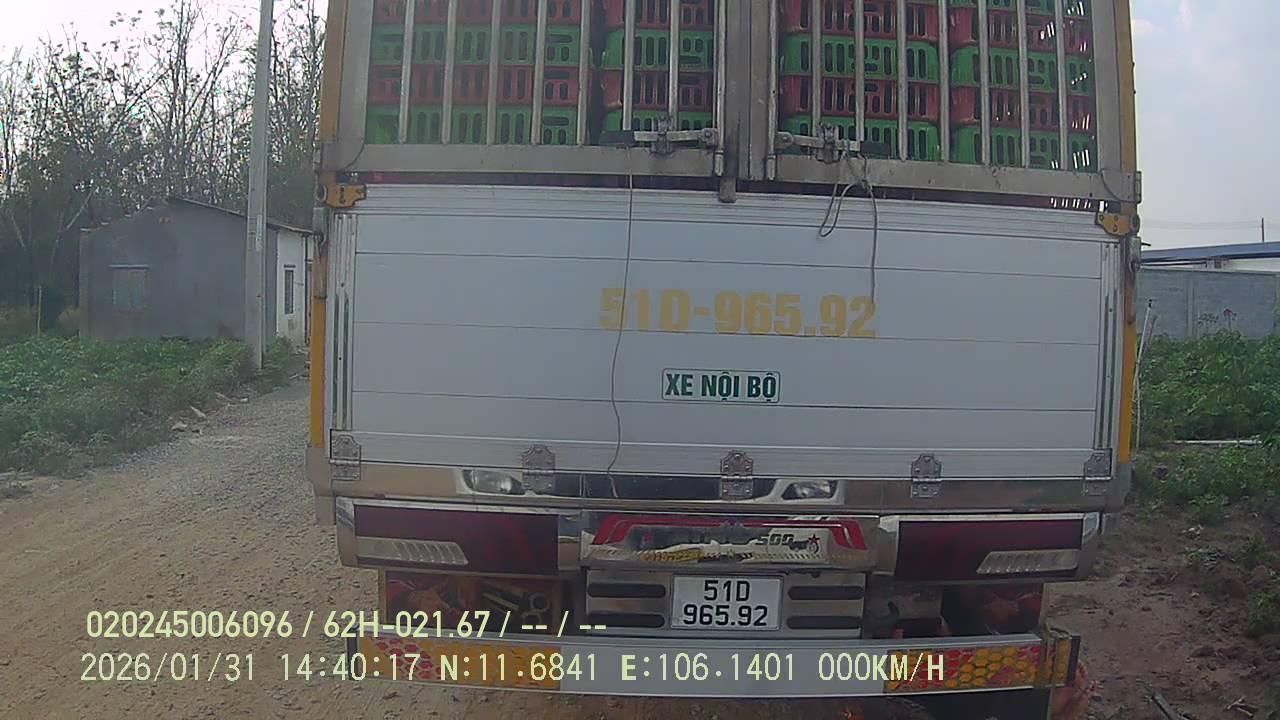 51D-965.92
XE NỘI BỘ
500
51D
965.92
020245006096 / 62H-021.67 / -- / --
2026/01/31 14:40:17 N:11.6841 E:106.1401 000KM/H